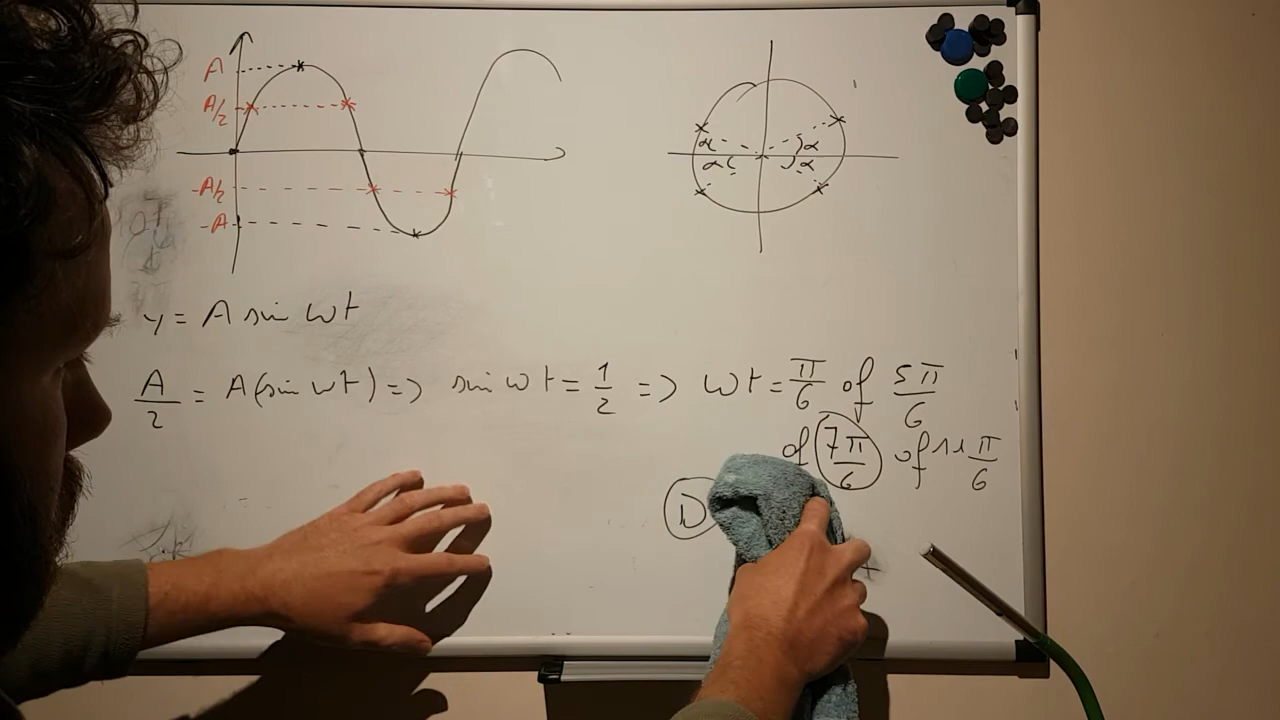 A
A/2
-A/2
-A
α α
α α
y = A sin ωt
A/2 = A(sin ωt) => sin ωt = 1/2 => ωt = π/6 of 5π/6
of 7π/6 of 11π/6
D